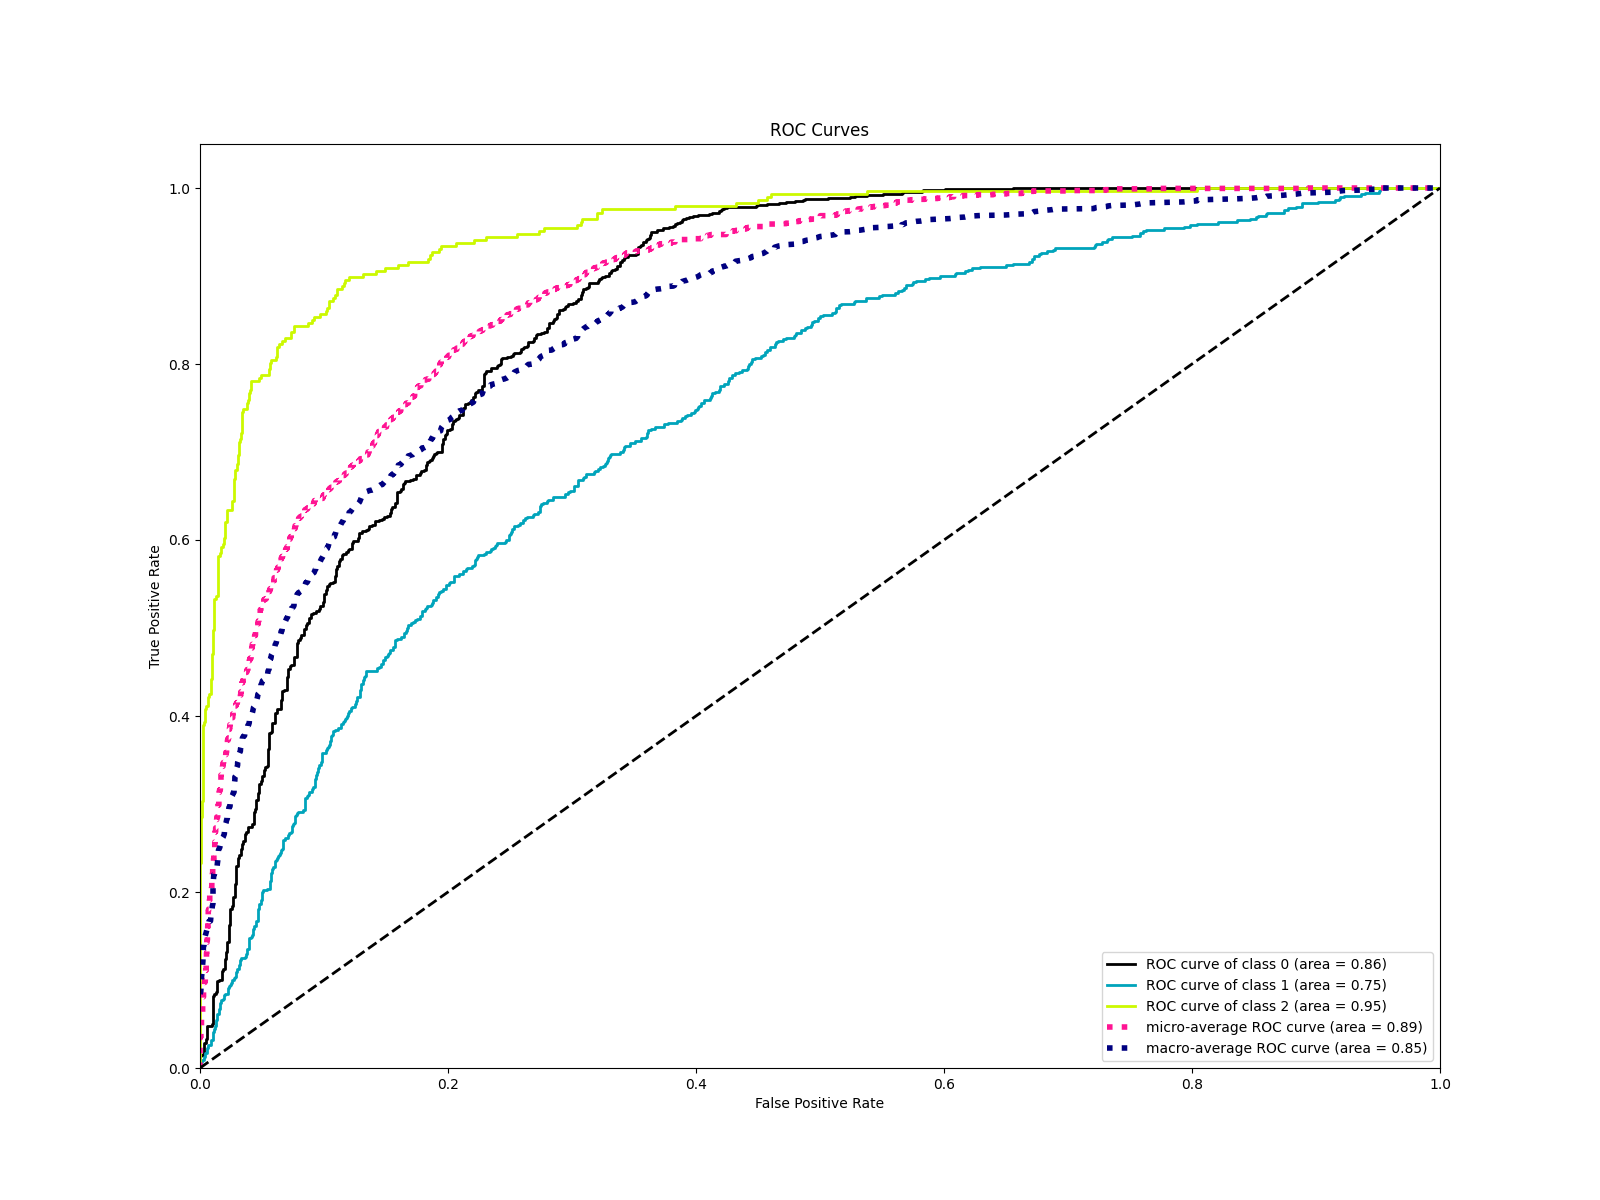 ROC Curves
True Positive Rate
1.0
0.8
0.6
0.4
0.2
0.0
0.0 0.2 0.4 0.6 0.8 1.0
False Positive Rate
ROC curve of class 0 (area = 0.86)
ROC curve of class 1 (area = 0.75)
ROC curve of class 2 (area = 0.95)
micro-average ROC curve (area = 0.89)
macro-average ROC curve (area = 0.85)